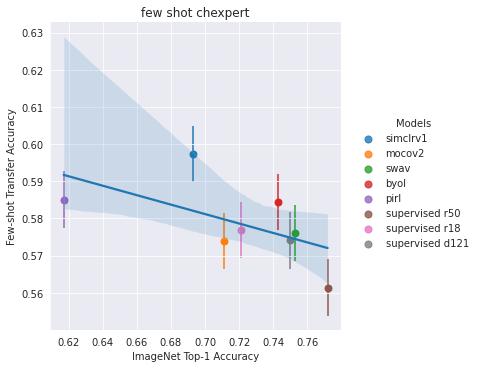 few shot chexpert
0.63
0.62
0.61
0.60
0.59
0.58
0.57
0.56
Few-shot Transfer Accuracy
0.62 0.64 0.66 0.68 0.70 0.72 0.74 0.76
ImageNet Top-1 Accuracy
Models
simclrv1
mocov2
swav
byol
pirl
supervised r50
supervised r18
supervised d121